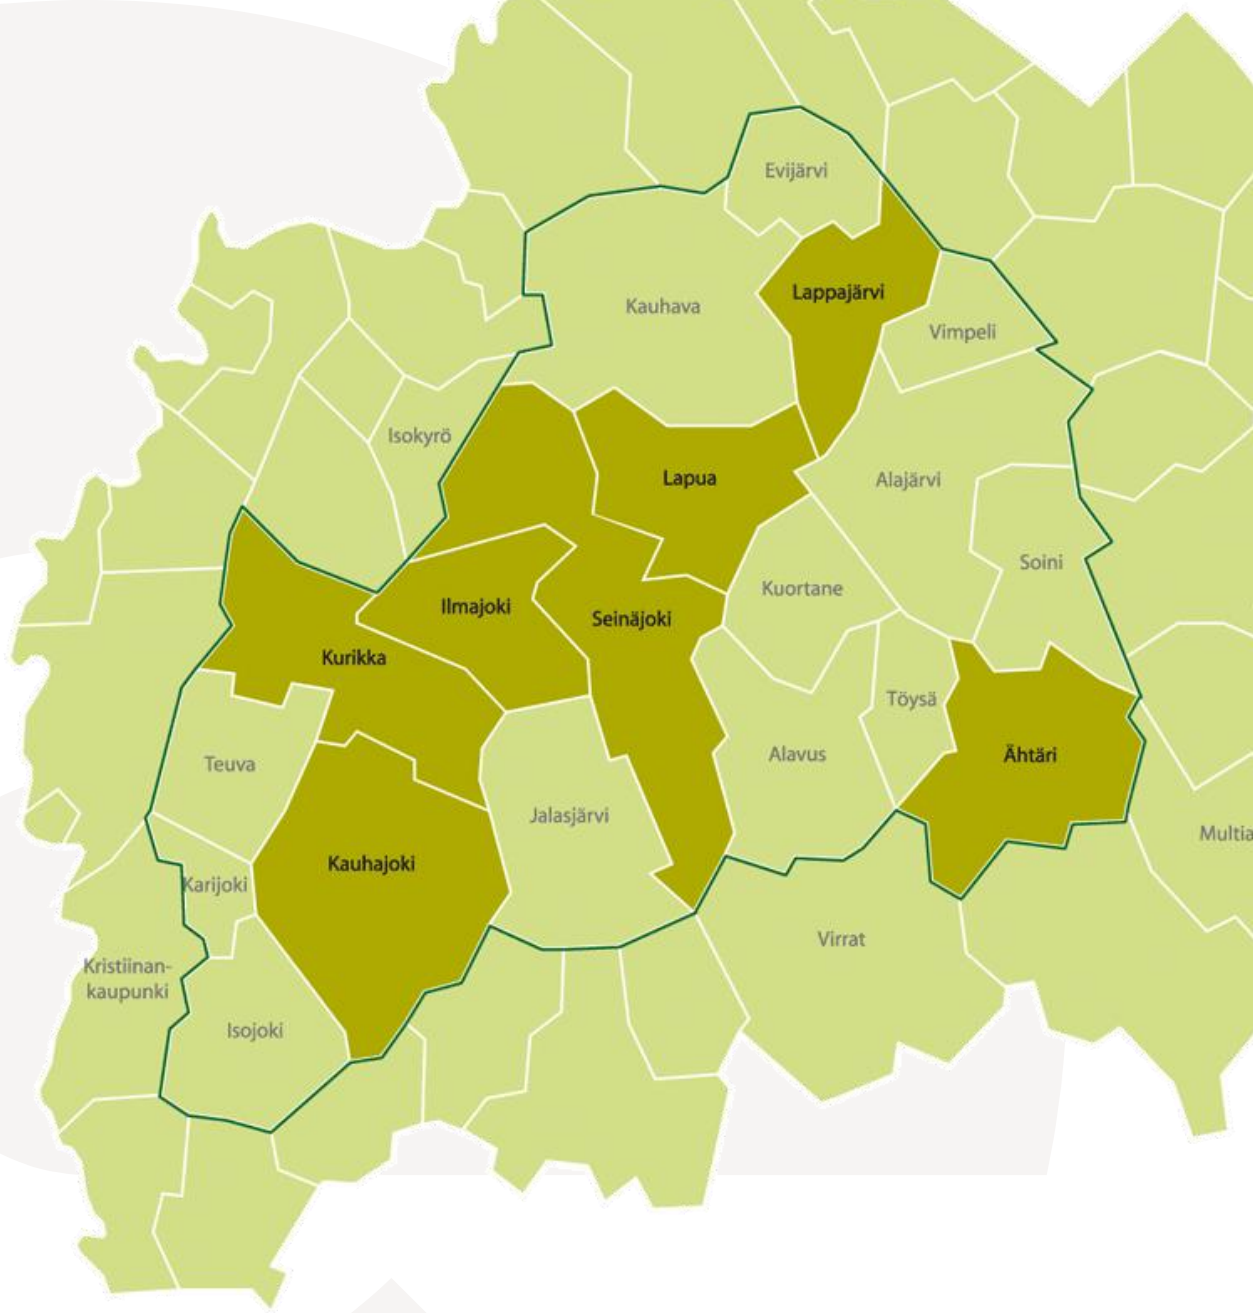 Evijärvi
Lappajärvi
Kauhava
Vimpeli
Isokyrö
Lapua
Alajärvi
Soini
Kuortane
Ilmajoki
Seinäjoki
Kurikka
Töysä
Alavus
Ähtäri
Teuva
Jalasjärvi
Multia
Kauhajoki
Karijoki
Virrat
Kristiinan-
kaupunki
Isojoki